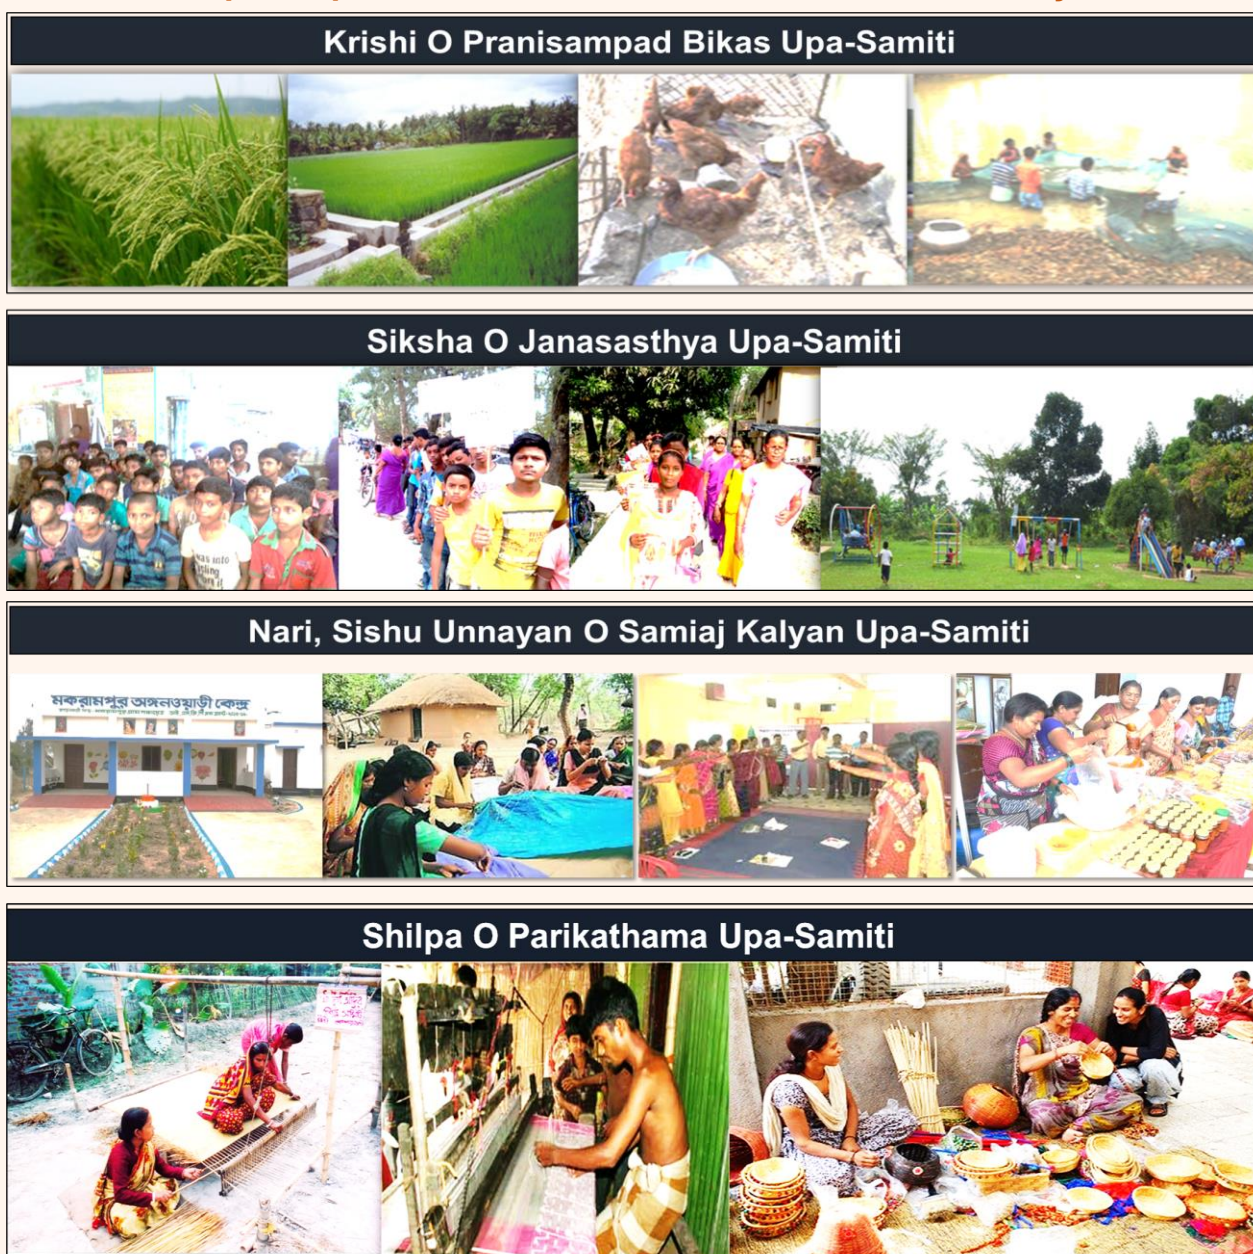 Krishi O Pranisampad Bikas Upa-Samiti
Siksha O Janasasthya Upa-Samiti
Nari, Sishu Unnayan O Samiaj Kalyan Upa-Samiti
মকরামপুর অঙ্গনওয়াড়ী কেন্দ্র
Shilpa O Parikathama Upa-Samiti